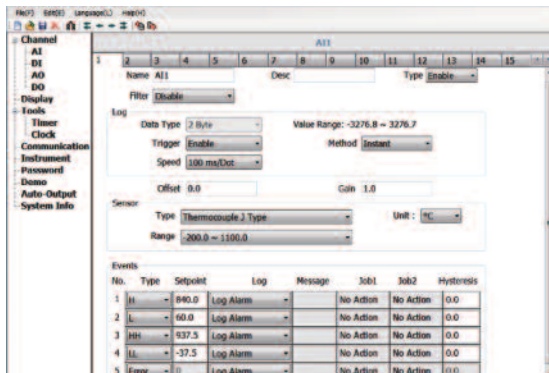 File(F) Edit(E) Language(L) Help(H)
Channel
AI
DI
AO
DO
Display
Tools
Timer
Clock
Communication
Instrument
Password
Demo
Auto-Output
System Info
AI1
1 2 3 4 5 6 7 8 9 10 11 12 13 14 15
Name AI1 Desc Type Enable
Filter Disable
Log
Data Type 2 Byte Value Range: -3276.8 ~ 3276.7
Trigger Enable Method Instant
Speed 100 ms/Dot
Offset 0.0 Gain 1.0
Sensor
Type Thermocouple J Type Unit : °C
Range -200.0 ~ 1100.0
Events
No. Type Setpoint Log Message Job1 Job2 Hysteresis
1 H 840.0 Log Alarm No Action No Action 0.0
2 L 60.0 Log Alarm No Action No Action 0.0
3 HH 937.5 Log Alarm No Action No Action 0.0
4 LL -37.5 Log Alarm No Action No Action 0.0
5 Error 0 Log Alarm No Action No Action 0.0